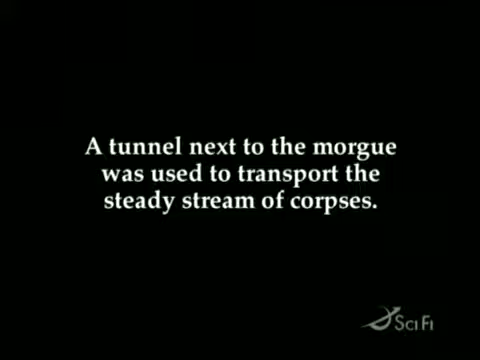 A tunnel next to the morgue
was used to transport the
steady stream of corpses.
SCI FI